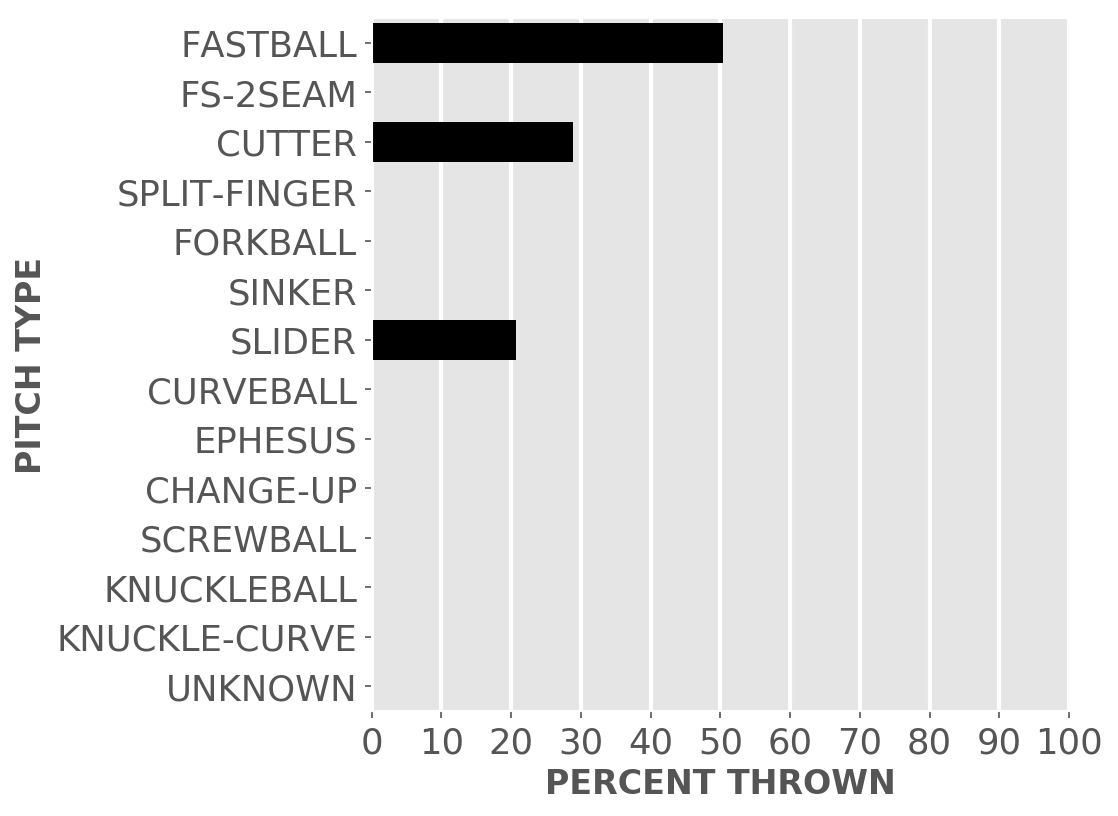 FASTBALL
FS-2SEAM
CUTTER
SPLIT-FINGER
FORKBALL
SINKER
SLIDER
CURVEBALL
EPHESUS
CHANGE-UP
SCREWBALL
KNUCKLEBALL
KNUCKLE-CURVE
UNKNOWN
PITCH TYPE
0 10 20 30 40 50 60 70 80 90 100
PERCENT THROWN